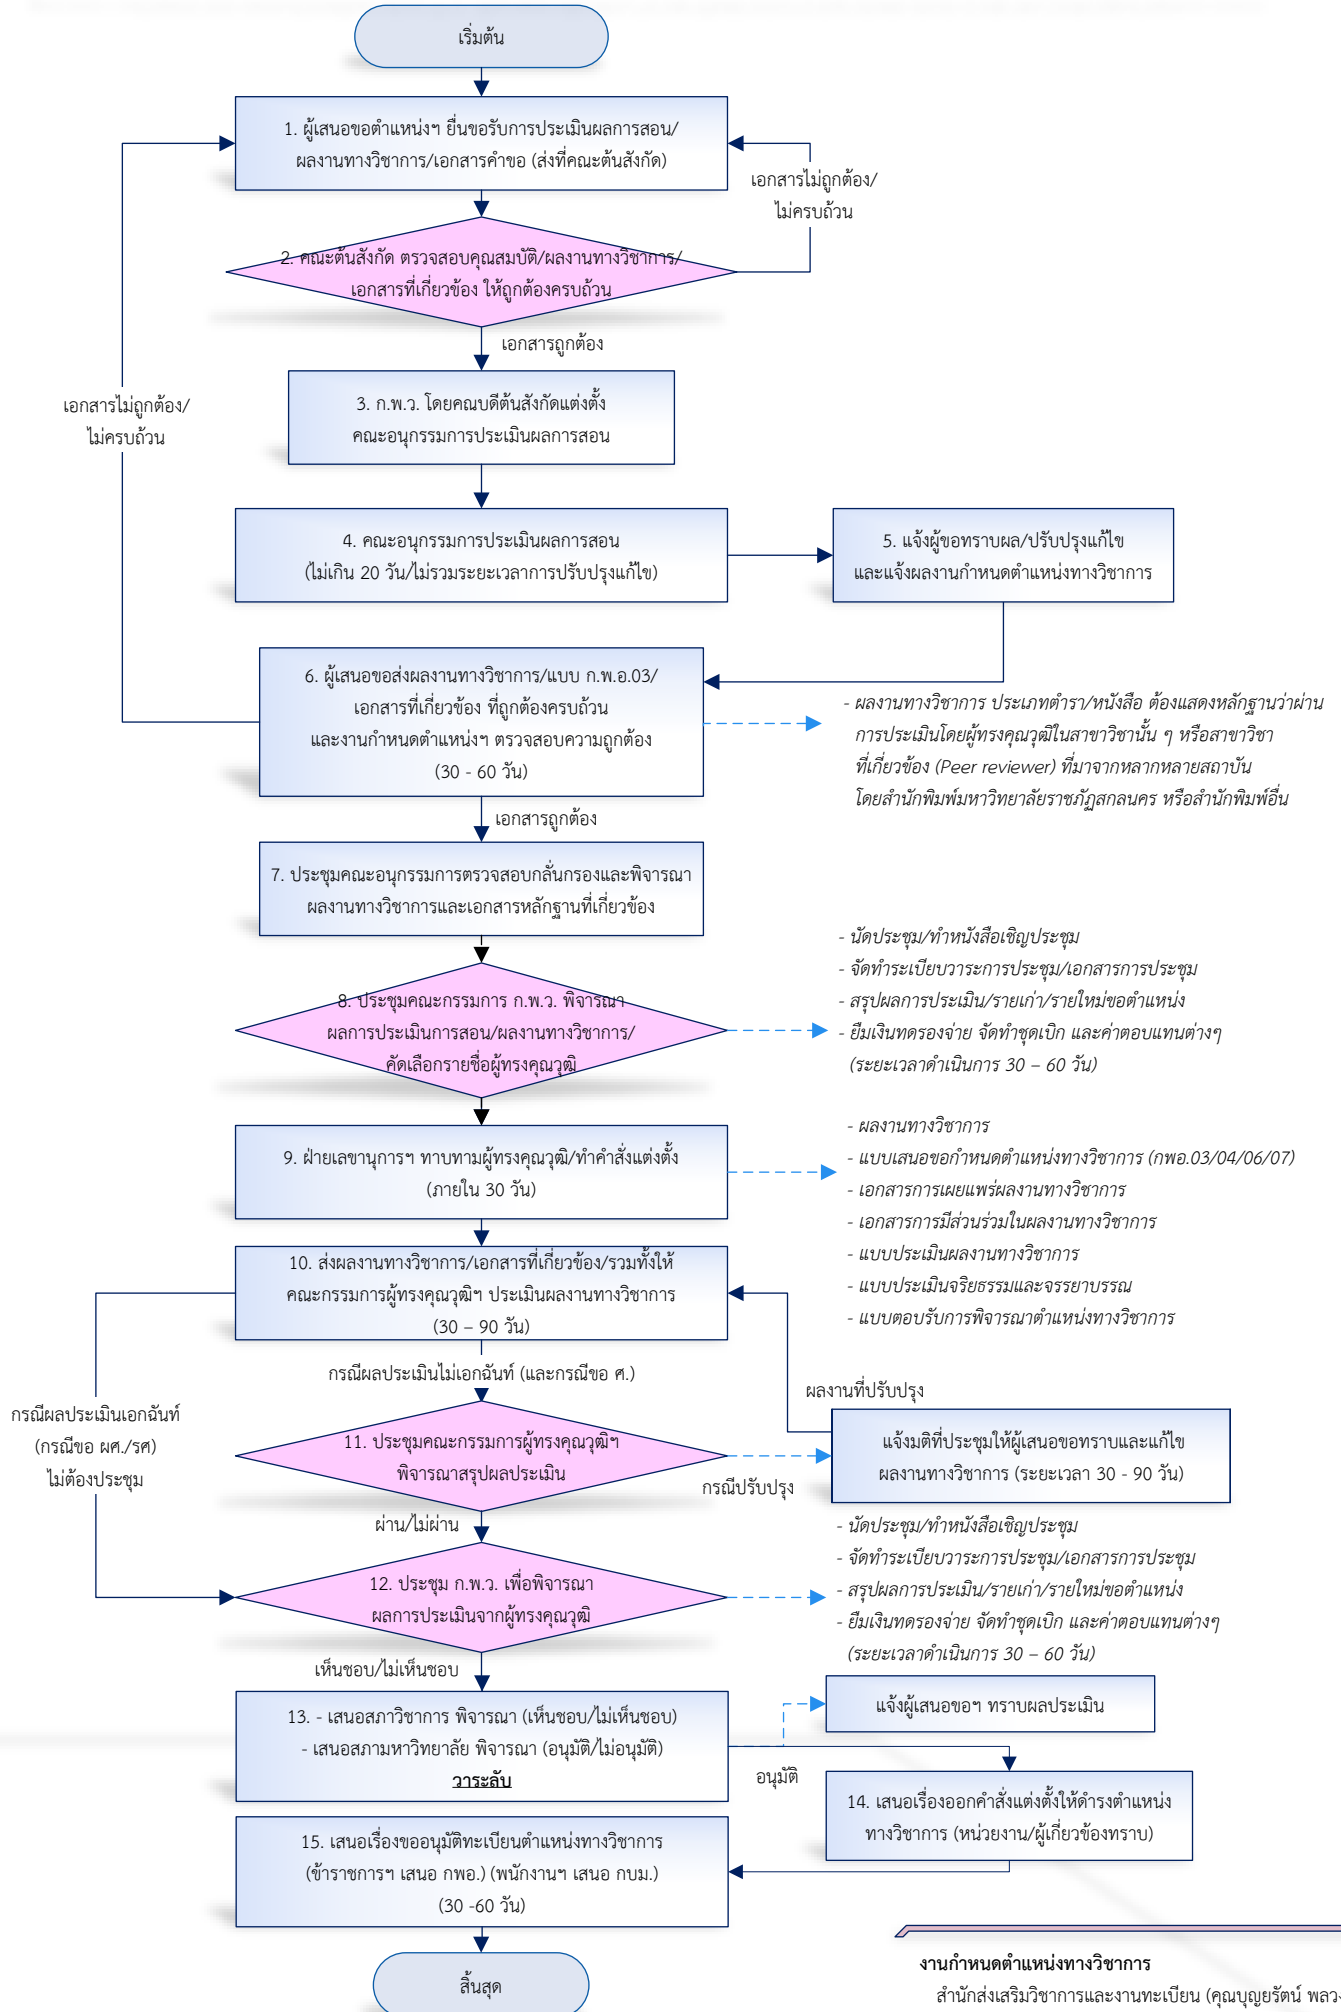 เริ่มต้น
1. ผู้เสนอขอตำแหน่งฯ ยื่นขอรับการประเมินผลการสอน/
ผลงานทางวิชาการ/เอกสารคำขอ (ส่งที่คณะต้นสังกัด)
เอกสารไม่ถูกต้อง/
ไม่ครบถ้วน
2. คณะต้นสังกัด ตรวจสอบคุณสมบัติ/ผลงานทางวิชาการ/
เอกสารที่เกี่ยวข้อง ให้ถูกต้องครบถ้วน
เอกสารถูกต้อง
เอกสารไม่ถูกต้อง/
ไม่ครบถ้วน
3. ก.พ.ว. โดยคณบดีต้นสังกัดแต่งตั้ง
คณะอนุกรรมการประเมินผลการสอน
4. คณะอนุกรรมการประเมินผลการสอน
(ไม่เกิน 20 วัน/ไม่รวมระยะเวลาการปรับปรุงแก้ไข)
5. แจ้งผู้ขอทราบผล/ปรับปรุงแก้ไข
และแจ้งผลงานกำหนดตำแหน่งทางวิชาการ
6. ผู้เสนอขอส่งผลงานทางวิชาการ/แบบ ก.พ.อ.03/
เอกสารที่เกี่ยวข้อง ที่ถูกต้องครบถ้วน
และงานกำหนดตำแหน่งฯ ตรวจสอบความถูกต้อง
(30 - 60 วัน)
- ผลงานทางวิชาการ ประเภทตำรา/หนังสือ ต้องแสดงหลักฐานว่าผ่าน
การประเมินโดยผู้ทรงคุณวุฒิในสาขาวิชานั้น ๆ หรือสาขาวิชา
ที่เกี่ยวข้อง (Peer reviewer) ที่มาจากหลากหลายสถาบัน
โดยสำนักพิมพ์มหาวิทยาลัยราชภัฏสกลนคร หรือสำนักพิมพ์อื่น
เอกสารถูกต้อง
7. ประชุมคณะอนุกรรมการตรวจสอบกลั่นกรองและพิจารณา
ผลงานทางวิชาการและเอกสารหลักฐานที่เกี่ยวข้อง
8. ประชุมคณะกรรมการ ก.พ.ว. พิจารณา
ผลการประเมินการสอน/ผลงานทางวิชาการ/
คัดเลือกรายชื่อผู้ทรงคุณวุฒิ
- นัดประชุม/ทำหนังสือเชิญประชุม
- จัดทำระเบียบวาระการประชุม/เอกสารการประชุม
- สรุปผลการประเมิน/รายเก่า/รายใหม่ขอตำแหน่ง
- ยืมเงินทดรองจ่าย จัดทำชุดเบิก และค่าตอบแทนต่างๆ
(ระยะเวลาดำเนินการ 30 – 60 วัน)
9. ฝ่ายเลขานุการฯ ทาบทามผู้ทรงคุณวุฒิ/ทำคำสั่งแต่งตั้ง
(ภายใน 30 วัน)
- ผลงานทางวิชาการ
- แบบเสนอขอกำหนดตำแหน่งทางวิชาการ (กพอ.03/04/06/07)
- เอกสารการเผยแพร่ผลงานทางวิชาการ
- เอกสารการมีส่วนร่วมในผลงานทางวิชาการ
- แบบประเมินผลงานทางวิชาการ
- แบบประเมินจริยธรรมและจรรยาบรรณ
- แบบตอบรับการพิจารณาตำแหน่งทางวิชาการ
10. ส่งผลงานทางวิชาการ/เอกสารที่เกี่ยวข้อง/รวมทั้งให้
คณะกรรมการผู้ทรงคุณวุฒิฯ ประเมินผลงานทางวิชาการ
(30 – 90 วัน)
กรณีผลประเมินไม่เอกฉันท์ (และกรณีขอ ศ.)
ผลงานที่ปรับปรุง
กรณีผลประเมินเอกฉันท์
(กรณีขอ ผศ./รศ)
ไม่ต้องประชุม
11. ประชุมคณะกรรมการผู้ทรงคุณวุฒิฯ
พิจารณาสรุปผลประเมิน
กรณีปรับปรุง
แจ้งมติที่ประชุมให้ผู้เสนอขอทราบและแก้ไข
ผลงานทางวิชาการ (ระยะเวลา 30 - 90 วัน)
ผ่าน/ไม่ผ่าน
12. ประชุม ก.พ.ว. เพื่อพิจารณา
ผลการประเมินจากผู้ทรงคุณวุฒิ
- นัดประชุม/ทำหนังสือเชิญประชุม
- จัดทำระเบียบวาระการประชุม/เอกสารการประชุม
- สรุปผลการประเมิน/รายเก่า/รายใหม่ขอตำแหน่ง
- ยืมเงินทดรองจ่าย จัดทำชุดเบิก และค่าตอบแทนต่างๆ
(ระยะเวลาดำเนินการ 30 – 60 วัน)
เห็นชอบ/ไม่เห็นชอบ
13. - เสนอสภาวิชาการ พิจารณา (เห็นชอบ/ไม่เห็นชอบ)
- เสนอสภามหาวิทยาลัย พิจารณา (อนุมัติ/ไม่อนุมัติ)
วาระลับ
แจ้งผู้เสนอขอฯ ทราบผลประเมิน
อนุมัติ
14. เสนอเรื่องออกคำสั่งแต่งตั้งให้ดำรงตำแหน่ง
ทางวิชาการ (หน่วยงาน/ผู้เกี่ยวข้องทราบ)
15. เสนอเรื่องขออนุมัติทะเบียนตำแหน่งทางวิชาการ
(ข้าราชการฯ เสนอ กพอ.) (พนักงานฯ เสนอ กบม.)
(30 -60 วัน)
สิ้นสุด
งานกำหนดตำแหน่งทางวิชาการ
สำนักส่งเสริมวิชาการและงานทะเบียน (คุณบุญยรัตน์ พลวง